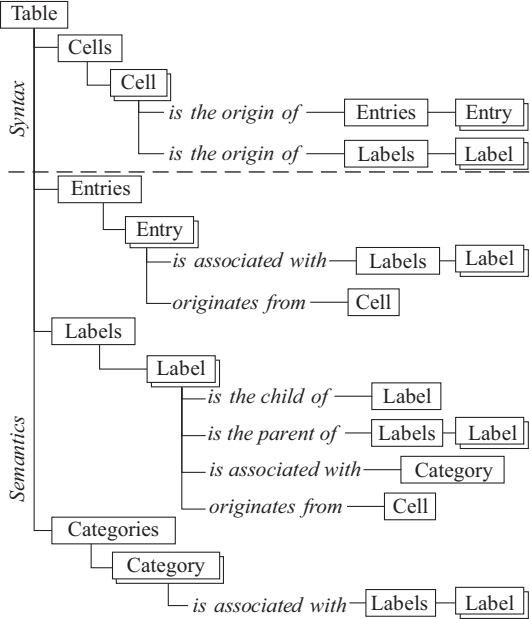 Table
Cells
Cell
is the origin of Entries Entry
is the origin of Labels Label
Syntax
Entries
Entry
is associated with Labels Label
originates from Cell
Labels
Label
is the child of Label
is the parent of Labels Label
is associated with Category
originates from Cell
Semantics
Categories
Category
is associated with Labels Label